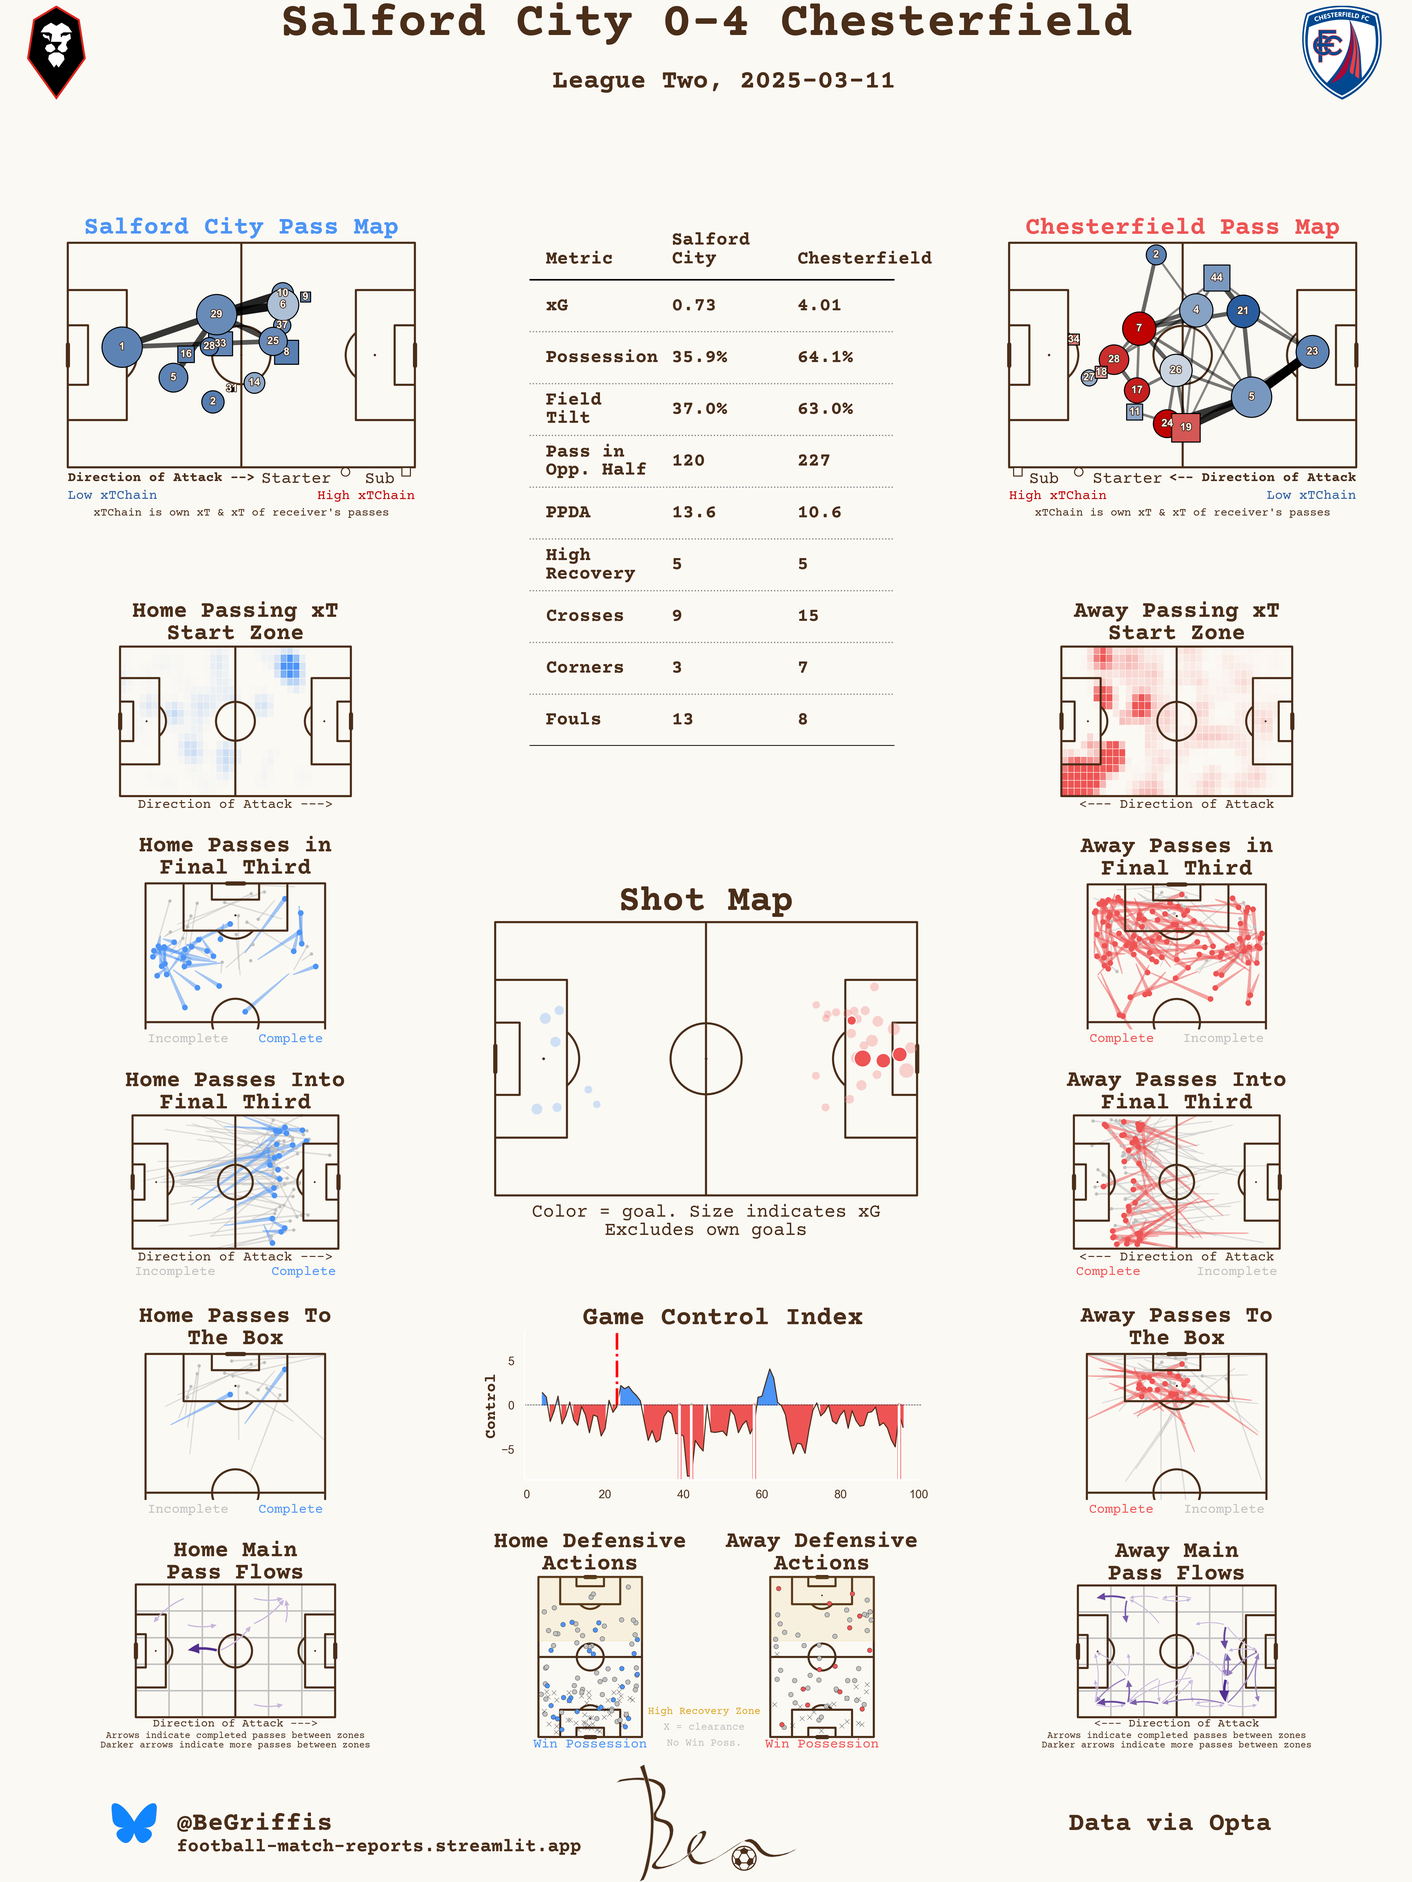 Salford City 0-4 Chesterfield
League Two, 2025-03-11
CHESTERFIELD FC
Salford City Pass Map
1
29
10
6
9
37
25
8
16
28
33
5
31
14
2
Direction of Attack --> Starter Sub
Low xTChain High xTChain
xTChain is own xT & xT of receiver's passes
Metric Salford City Chesterfield
xG 0.73 4.01
Possession 35.9% 64.1%
Field Tilt 37.0% 63.0%
Pass in Opp. Half 120 227
PPDA 13.6 10.6
High Recovery 5 5
Crosses 9 15
Corners 3 7
Fouls 13 8
Chesterfield Pass Map
2
44
4
21
7
34
28
23
27
18
26
17
5
11
24
19
Sub Starter <-- Direction of Attack
High xTChain Low xTChain
xTChain is own xT & xT of receiver's passes
Home Passing xT
Start Zone
Direction of Attack --->
Away Passing xT
Start Zone
<--- Direction of Attack
Home Passes in
Final Third
Incomplete Complete
Shot Map
Color = goal. Size indicates xG
Excludes own goals
Away Passes in
Final Third
Complete Incomplete
Home Passes Into
Final Third
Direction of Attack --->
Incomplete Complete
Away Passes Into
Final Third
<--- Direction of Attack
Complete Incomplete
Home Passes To
The Box
Incomplete Complete
Game Control Index
Control
5
0
−5
0 20 40 60 80 100
Away Passes To
The Box
Complete Incomplete
Home Main
Pass Flows
Direction of Attack --->
Arrows indicate completed passes between zones
Darker arrows indicate more passes between zones
Home Defensive
Actions
Win Possession
High Recovery Zone
X = clearance
No Win Poss.
Away Defensive
Actions
Win Possession
Away Main
Pass Flows
<--- Direction of Attack
Arrows indicate completed passes between zones
Darker arrows indicate more passes between zones
@BeGriffis
football-match-reports.streamlit.app
Ben
Data via Opta